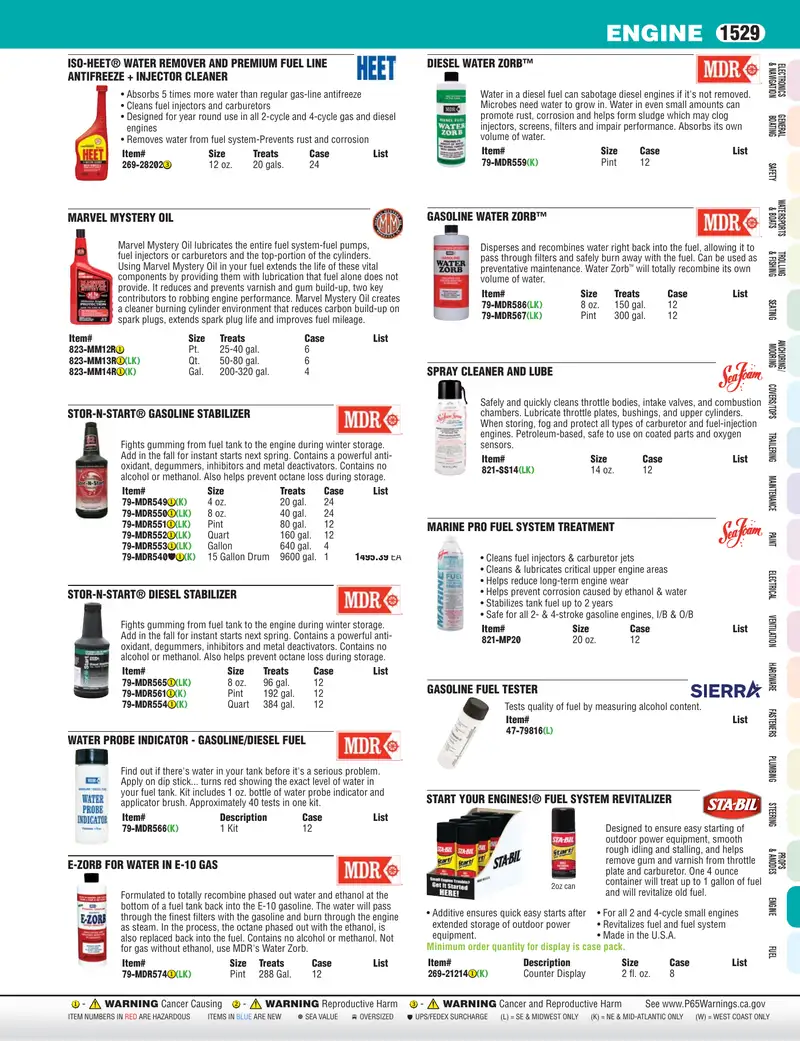 ENGINE 1529
ISO-HEET® WATER REMOVER AND PREMIUM FUEL LINE
ANTIFREEZE + INJECTOR CLEANER
HEET
• Absorbs 5 times more water than regular gas-line antifreeze
• Cleans fuel injectors and carburetors
• Designed for year round use in all 2-cycle and 4-cycle gas and diesel
engines
• Removes water from fuel system-Prevents rust and corrosion
Item# Size Treats Case List
269-28202 3 12 oz. 20 gals. 24
MARVEL MYSTERY OIL
Marvel Mystery Oil lubricates the entire fuel system-fuel pumps,
fuel injectors or carburetors and the top-portion of the cylinders.
Using Marvel Mystery Oil in your fuel extends the life of these vital
components by providing them with lubrication that fuel alone does not
provide. It reduces and prevents varnish and gum build-up, two key
contributors to robbing engine performance. Marvel Mystery Oil creates
a cleaner burning cylinder environment that reduces carbon build-up on
spark plugs, extends spark plug life and improves fuel mileage.
Item# Size Treats Case List
823-MM12R 1 Pt. 25-40 gal. 6
823-MM13R 1 (LK) Qt. 50-80 gal. 6
823-MM14R 1 (K) Gal. 200-320 gal. 4
STOR-N-START® GASOLINE STABILIZER
MDR
Fights gumming from fuel tank to the engine during winter storage.
Add in the fall for instant starts next spring. Contains a powerful anti-
oxidant, degummers, inhibitors and metal deactivators. Contains no
alcohol or methanol. Also helps prevent octane loss during storage.
Item# Size Treats Case List
79-MDR549 1 (K) 4 oz. 20 gal. 24
79-MDR550 1 (LK) 8 oz. 40 gal. 24
79-MDR551 1 (LK) Pint 80 gal. 12
79-MDR552 1 (LK) Quart 160 gal. 12
79-MDR553 1 (LK) Gallon 640 gal. 4
79-MDR540 1 (K) 15 Gallon Drum 9600 gal. 1 1495.39 EA
STOR-N-START® DIESEL STABILIZER
MDR
Fights gumming from fuel tank to the engine during winter storage.
Add in the fall for instant starts next spring. Contains a powerful anti-
oxidant, degummers, inhibitors and metal deactivators. Contains no
alcohol or methanol. Also helps prevent octane loss during storage.
Item# Size Treats Case List
79-MDR565 1 (LK) 8 oz. 96 gal. 12
79-MDR561 1 (K) Pint 192 gal. 12
79-MDR554 1 (K) Quart 384 gal. 12
WATER PROBE INDICATOR - GASOLINE/DIESEL FUEL
MDR
WATER
PROBE
INDICATOR
Find out if there's water in your tank before it's a serious problem.
Apply on dip stick... turns red showing the exact level of water in
your fuel tank. Kit includes 1 oz. bottle of water probe indicator and
applicator brush. Approximately 40 tests in one kit.
Item# Description Case List
79-MDR566(K) 1 Kit 12
E-ZORB FOR WATER IN E-10 GAS
MDR
E-ZORB
Formulated to totally recombine phased out water and ethanol at the
bottom of a fuel tank back into the E-10 gasoline. The water will pass
through the finest filters with the gasoline and burn through the engine
as steam. In the process, the octane phased out with the ethanol, is
also replaced back into the fuel. Contains no alcohol or methanol. Not
for gas without ethanol, use MDR's Water Zorb.
Item# Size Treats Case List
79-MDR574 1 (LK) Pint 288 Gal. 12
DIESEL WATER ZORB™
MDR
WATER
ZORB
Water in a diesel fuel can sabotage diesel engines if it's not removed.
Microbes need water to grow in. Water in even small amounts can
promote rust, corrosion and helps form sludge which may clog
injectors, screens, filters and impair performance. Absorbs its own
volume of water.
Item# Size Case List
79-MDR559(K) Pint 12
GASOLINE WATER ZORB™
MDR
WATER
ZORB
Disperses and recombines water right back into the fuel, allowing it to
pass through filters and safely burn away with the fuel. Can be used as
preventative maintenance. Water Zorb™ will totally recombine its own
volume of water.
Item# Size Treats Case List
79-MDR586(LK) 8 oz. 150 gal. 12
79-MDR567(LK) Pint 300 gal. 12
SPRAY CLEANER AND LUBE
Sea Foam
Safely and quickly cleans throttle bodies, intake valves, and combustion
chambers. Lubricate throttle plates, bushings, and upper cylinders.
When storing, fog and protect all types of carburetor and fuel-injection
engines. Petroleum-based, safe to use on coated parts and oxygen
sensors.
Item# Size Case List
821-SS14(LK) 14 oz. 12
MARINE PRO FUEL SYSTEM TREATMENT
Sea Foam
MARINE
• Cleans fuel injectors & carburetor jets
• Cleans & lubricates critical upper engine areas
• Helps reduce long-term engine wear
• Helps prevent corrosion caused by ethanol & water
• Stabilizes tank fuel up to 2 years
• Safe for all 2- & 4-stroke gasoline engines, I/B & O/B
Item# Size Case List
821-MP20 20 oz. 12
GASOLINE FUEL TESTER
SIERRA
Tests quality of fuel by measuring alcohol content.
Item# List
47-79816(L)
START YOUR ENGINES!® FUEL SYSTEM REVITALIZER
STA-BIL
Start!
Get It Started
HERE!
2oz can
Designed to ensure easy starting of
outdoor power equipment, smooth
rough idling and stalling, and helps
remove gum and varnish from throttle
plate and carburetor. One 4 ounce
container will treat up to 1 gallon of fuel
and will revitalize old fuel.
• Additive ensures quick easy starts after
extended storage of outdoor power
equipment.
• For all 2 and 4-cycle small engines
• Revitalizes fuel and fuel system
• Made in the U.S.A.
Minimum order quantity for display is case pack.
Item# Description Size Case List
269-21214 1 (K) Counter Display 2 fl. oz. 8
ELECTRONICS
& NAVIGATION
GENERAL
BOATING
SAFETY
WATERSPORTS
& BOATS
TROLLING
& FISHING
SEATING
ANCHORING/
MOORING
COVERS/TOPS
TRAILERING
MAINTENANCE
PAINT
ELECTRICAL
VENTILATION
HARDWARE
FASTENERS
PLUMBING
STEERING
PROPS
& ANODES
ENGINE
FUEL
1 - WARNING Cancer Causing 2 - WARNING Reproductive Harm 3 - WARNING Cancer and Reproductive Harm See www.P65Warnings.ca.gov
ITEM NUMBERS IN RED ARE HAZARDOUS ITEMS IN BLUE ARE NEW SEA VALUE OVERSIZED UPS/FEDEX SURCHARGE (L) = SE & MIDWEST ONLY (K) = NE & MID-ATLANTIC ONLY (W) = WEST COAST ONLY